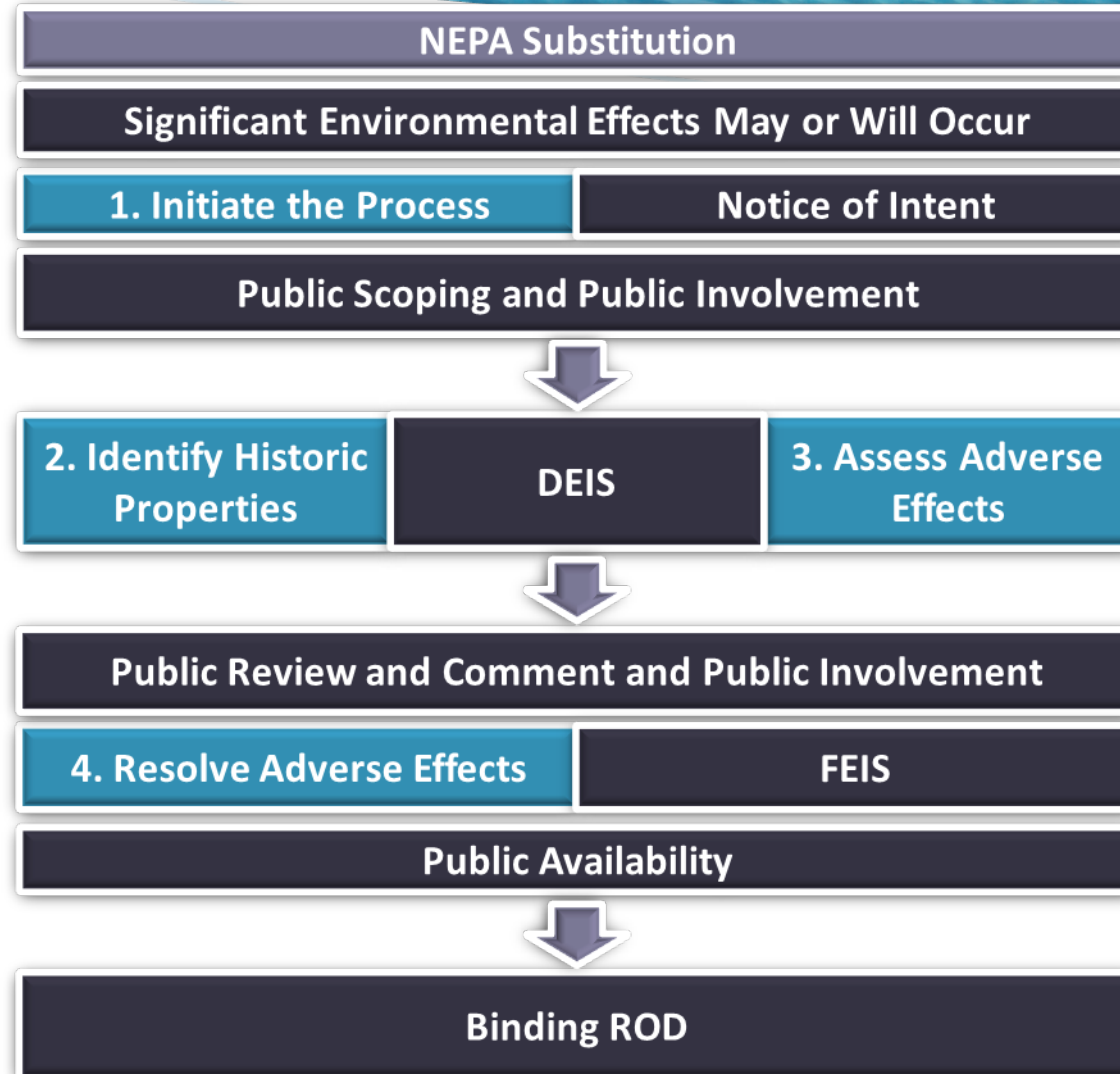 NEPA Substitution
Significant Environmental Effects May or Will Occur
1. Initiate the Process
Notice of Intent
Public Scoping and Public Involvement
2. Identify Historic
Properties
DEIS
3. Assess Adverse
Effects
Public Review and Comment and Public Involvement
4. Resolve Adverse Effects
FEIS
Public Availability
Binding ROD